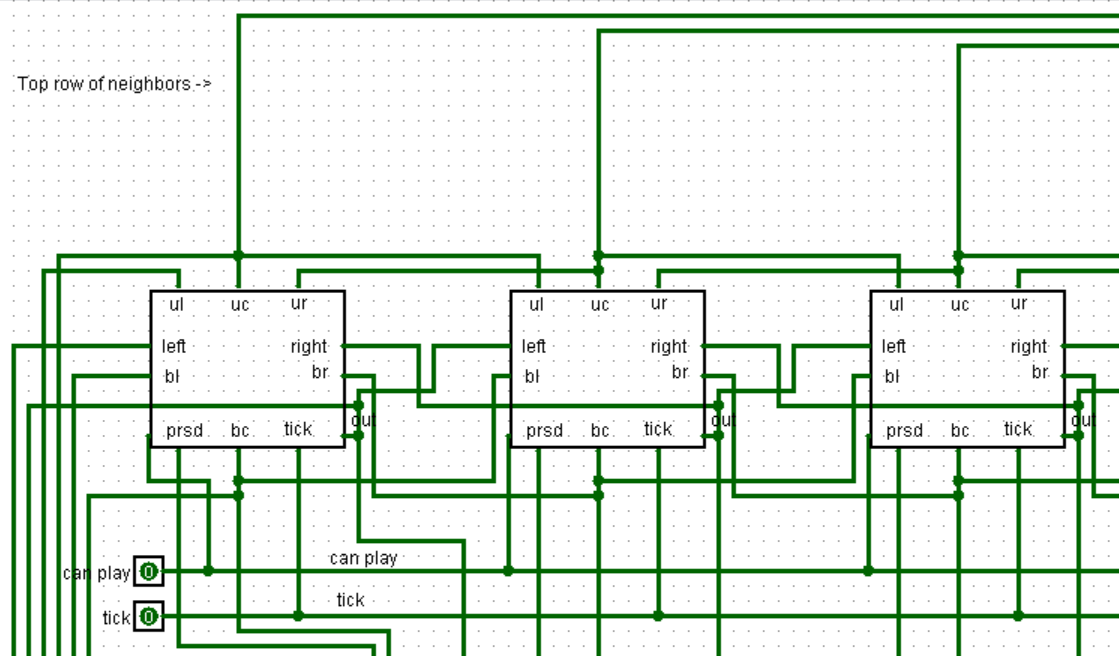 Top row of neighbors ->
ul uc ur ul uc ur ul uc ur
left right left right left right
bl br bl br bl br
out out out
prsd bc tick prsd bc tick prsd bc tick
can play
can play 0
tick
tick 0